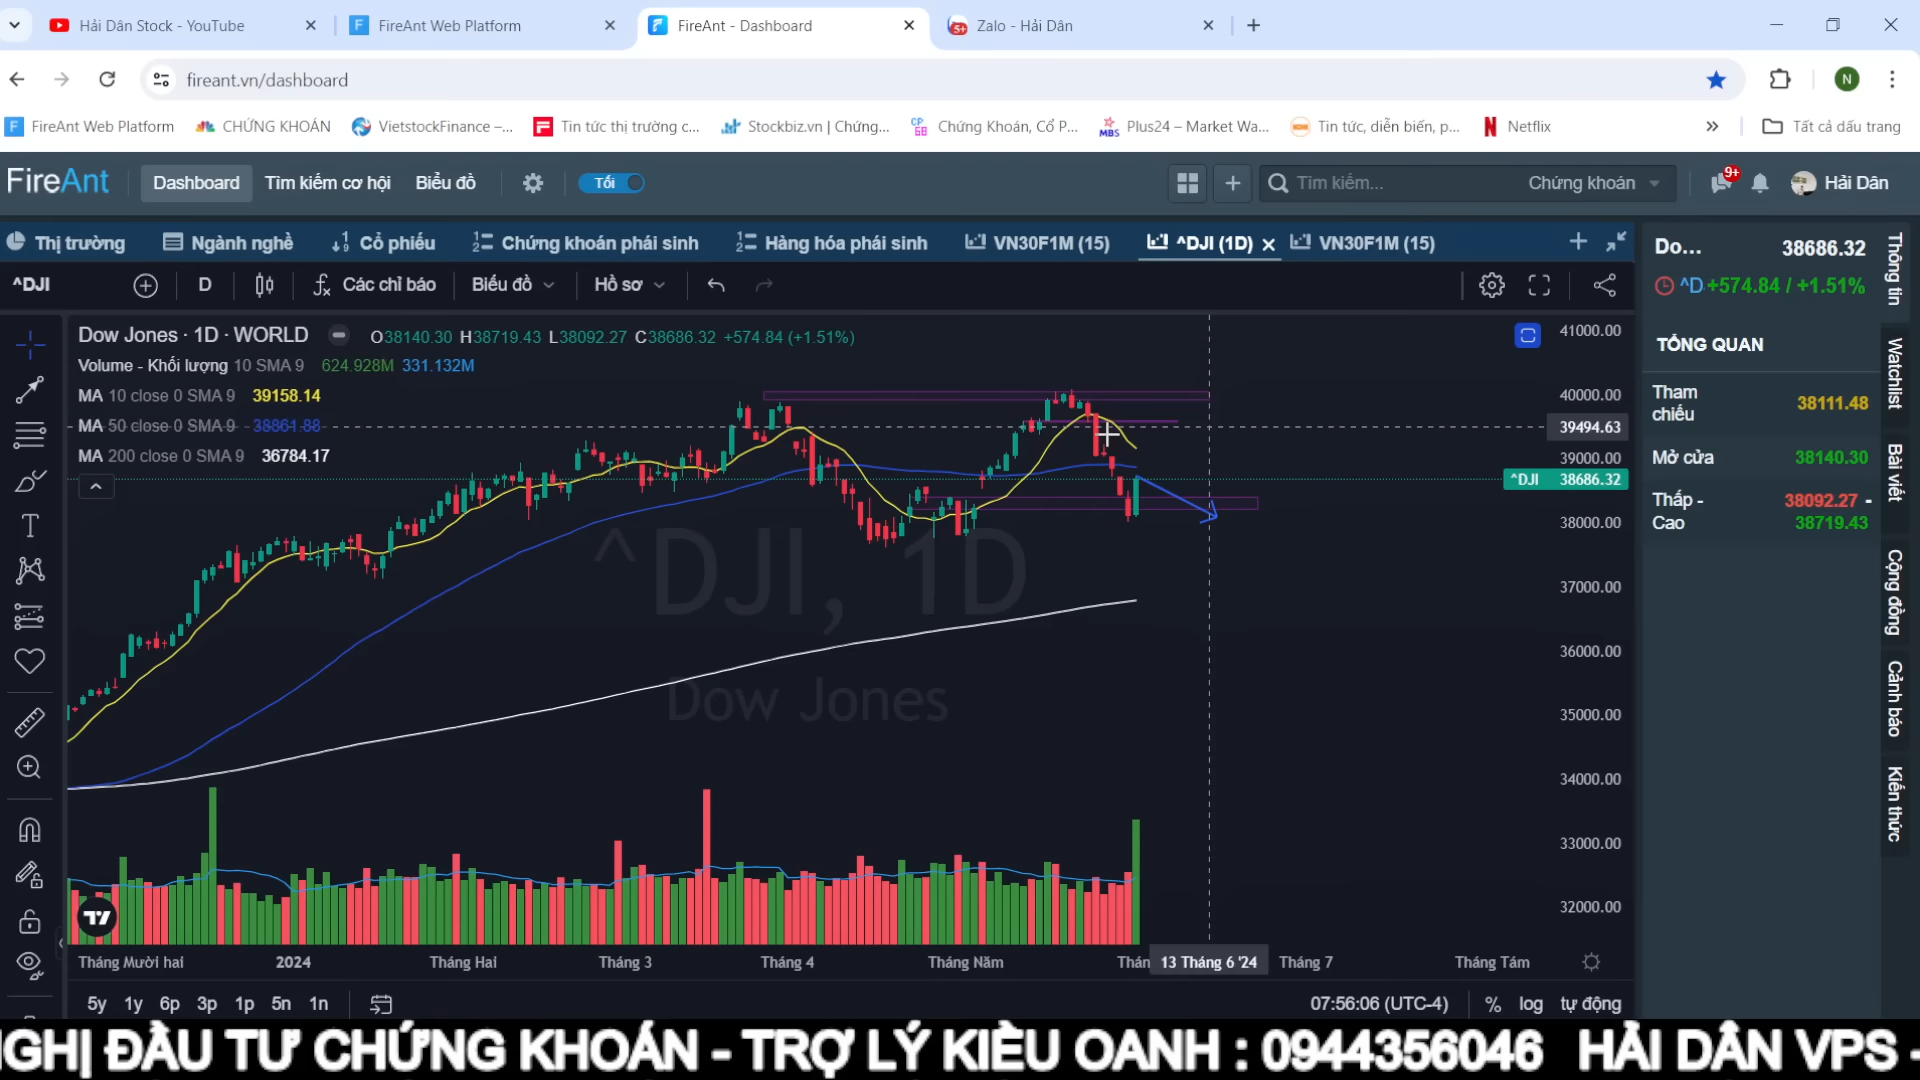 Hải Dân Stock - YouTube
FireAnt Web Platform
FireAnt - Dashboard
Zalo - Hải Dân
fireant.vn/dashboard
N
FireAnt Web Platform
CHỨNG KHOÁN
VietstockFinance –...
Tin tức thị trường c...
Stockbiz.vn | Chứng...
Chứng Khoán, Cổ P...
MBS Plus24 – Market Wa...
Tin tức, diễn biến, p...
Netflix
Tất cả dấu trang
FireAnt
Dashboard
Tìm kiếm cơ hội
Biểu đồ
Tối
Tìm kiếm...
Chứng khoán
9+
Hải Dân
Thị trường
Ngành nghề
Cổ phiếu
Chứng khoán phái sinh
Hàng hóa phái sinh
VN30F1M (15)
^DJI (1D)
VN30F1M (15)
^DJI
D
Các chỉ báo
Biểu đồ
Hồ sơ
Dow Jones · 1D · WORLD
O38140.30 H38719.43 L38092.27 C38686.32 +574.84 (+1.51%)
Volume - Khối lượng 10 SMA 9 624.928M 331.132M
MA 10 close 0 SMA 9 39158.14
MA 50 close 0 SMA 9 38861.88
MA 200 close 0 SMA 9 36784.17
^DJI, 1D
Dow Jones
41000.00
40000.00
39494.63
39000.00
^DJI 38686.32
38000.00
37000.00
36000.00
35000.00
34000.00
33000.00
32000.00
Tháng Mười hai
2024
Tháng Hai
Tháng 3
Tháng 4
Tháng Năm
Thán
13 Tháng 6 '24
Tháng 7
Tháng Tám
5y 1y 6p 3p 1p 5n 1n
07:56:06 (UTC-4)
% log tự động
Do... 38686.32
^D +574.84 / +1.51%
TỔNG QUAN
Tham chiếu 38111.48
Mở cửa 38140.30
Thấp - Cao 38092.27 - 38719.43
Thông tin
Watchlist
Bài viết
Cộng đồng
Cảnh báo
Kiến thức
NGHỊ ĐẦU TƯ CHỨNG KHOÁN - TRỢ LÝ KIỀU OANH : 0944356046 HẢI DÂN VPS -